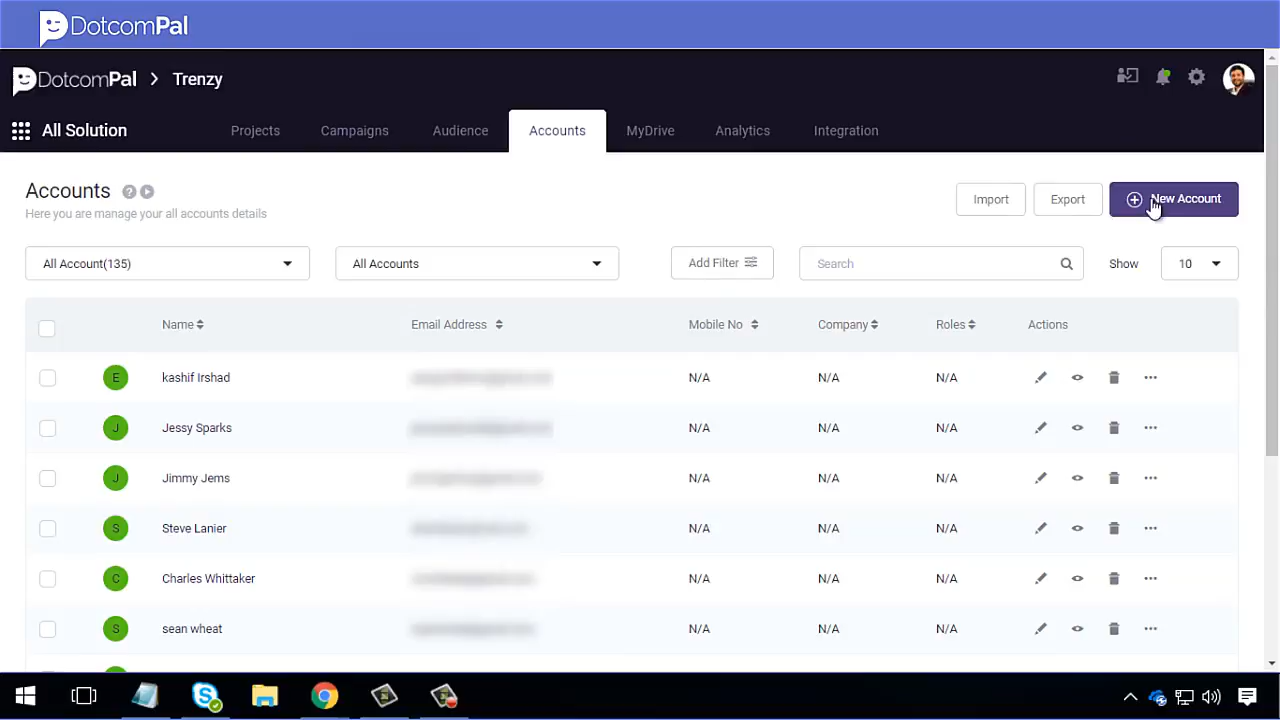 DotcomPal
DotcomPal > Trenzy
All Solution Projects Campaigns Audience Accounts MyDrive Analytics Integration
Accounts
Here you are manage your all accounts details
Import Export New Account
All Account(135) All Accounts Add Filter Search Show 10
Name Email Address Mobile No Company Roles Actions
E kashif Irshad N/A N/A N/A
J Jessy Sparks N/A N/A N/A
J Jimmy Jems N/A N/A N/A
S Steve Lanier N/A N/A N/A
C Charles Whittaker N/A N/A N/A
S sean wheat N/A N/A N/A